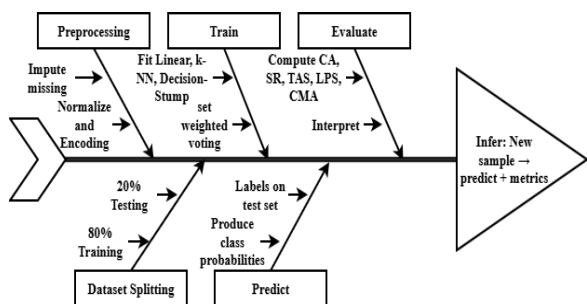 Preprocessing
Train
Evaluate
Impute
missing
Normalize
and
Encoding
Fit Linear, k-
NN, Decision-
Stump
set
weighted
voting
Compute CA,
SR, TAS, LPS,
CMA
Interpret
Infer: New
sample →
predict + metrics
20%
Testing
80%
Training
Labels on
test set
Produce
class
probabilities
Dataset Splitting
Predict